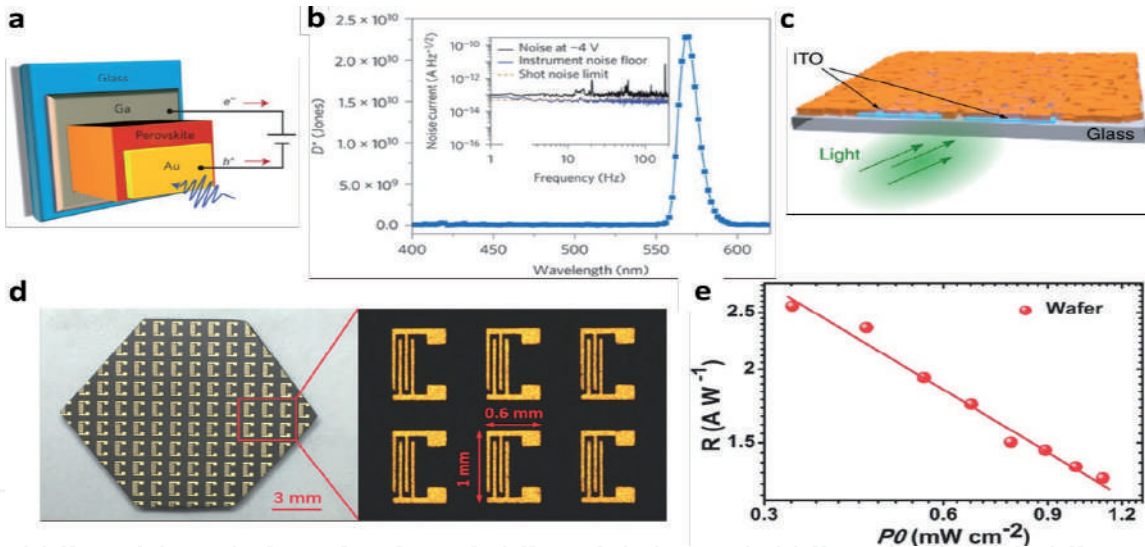 a
Glass
Ga
Perovskite
Au
e⁻
h⁺
b
D* (Jones)
2.5 × 10¹⁰
2.0 × 10¹⁰
1.5 × 10¹⁰
1.0 × 10¹⁰
5.0 × 10⁹
0.0
400 450 500 550 600
Wavelength (nm)
Noise current (A Hz⁻¹/²)
10⁻¹⁰
10⁻¹²
10⁻¹⁴
10⁻¹⁶
Noise at −4 V
Instrument noise floor
Shot noise limit
1 10 100
Frequency (Hz)
c
ITO
Glass
Light
d
3 mm
0.6 mm
1 mm
e
R (A W⁻¹)
2.5
2
1.5
1
Wafer
0.3 0.6 0.9 1.2
P0 (mW cm⁻²)